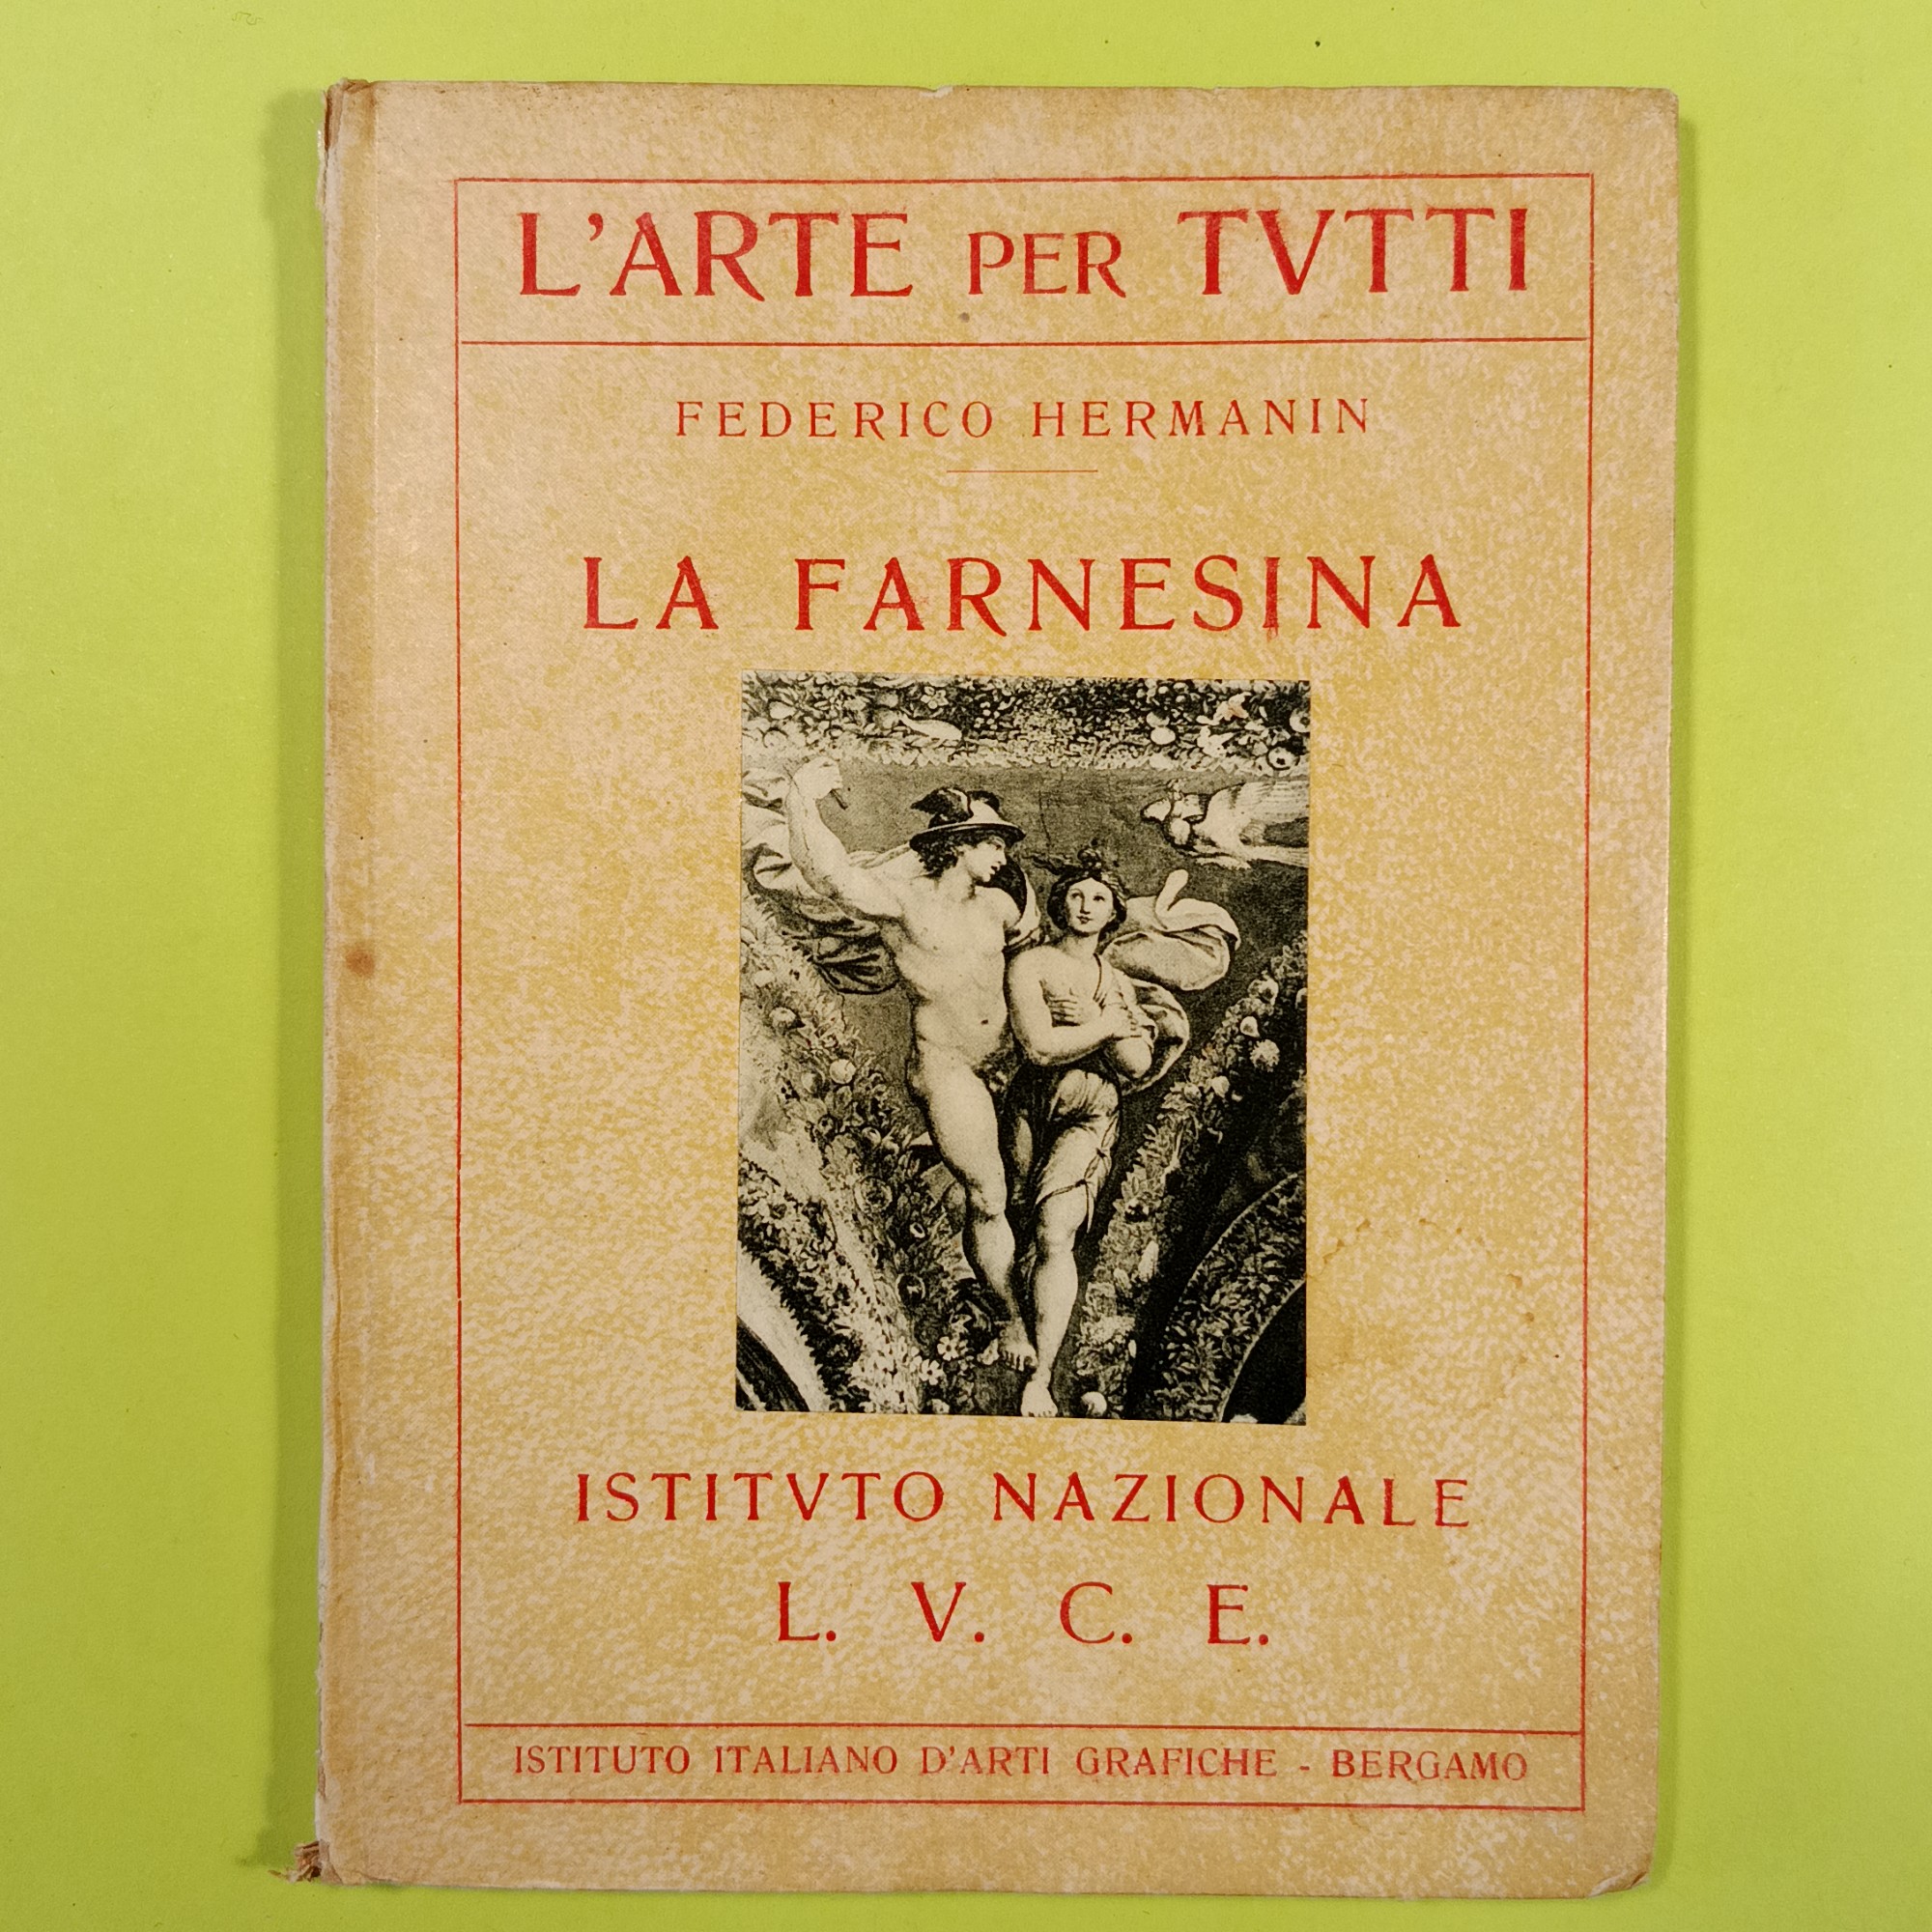 L'ARTE PER TVTTI
FEDERICO HERMANIN
LA FARNESINA
ISTITVTO NAZIONALE
L. V. C. E.
ISTITUTO ITALIANO D'ARTI GRAFICHE - BERGAMO